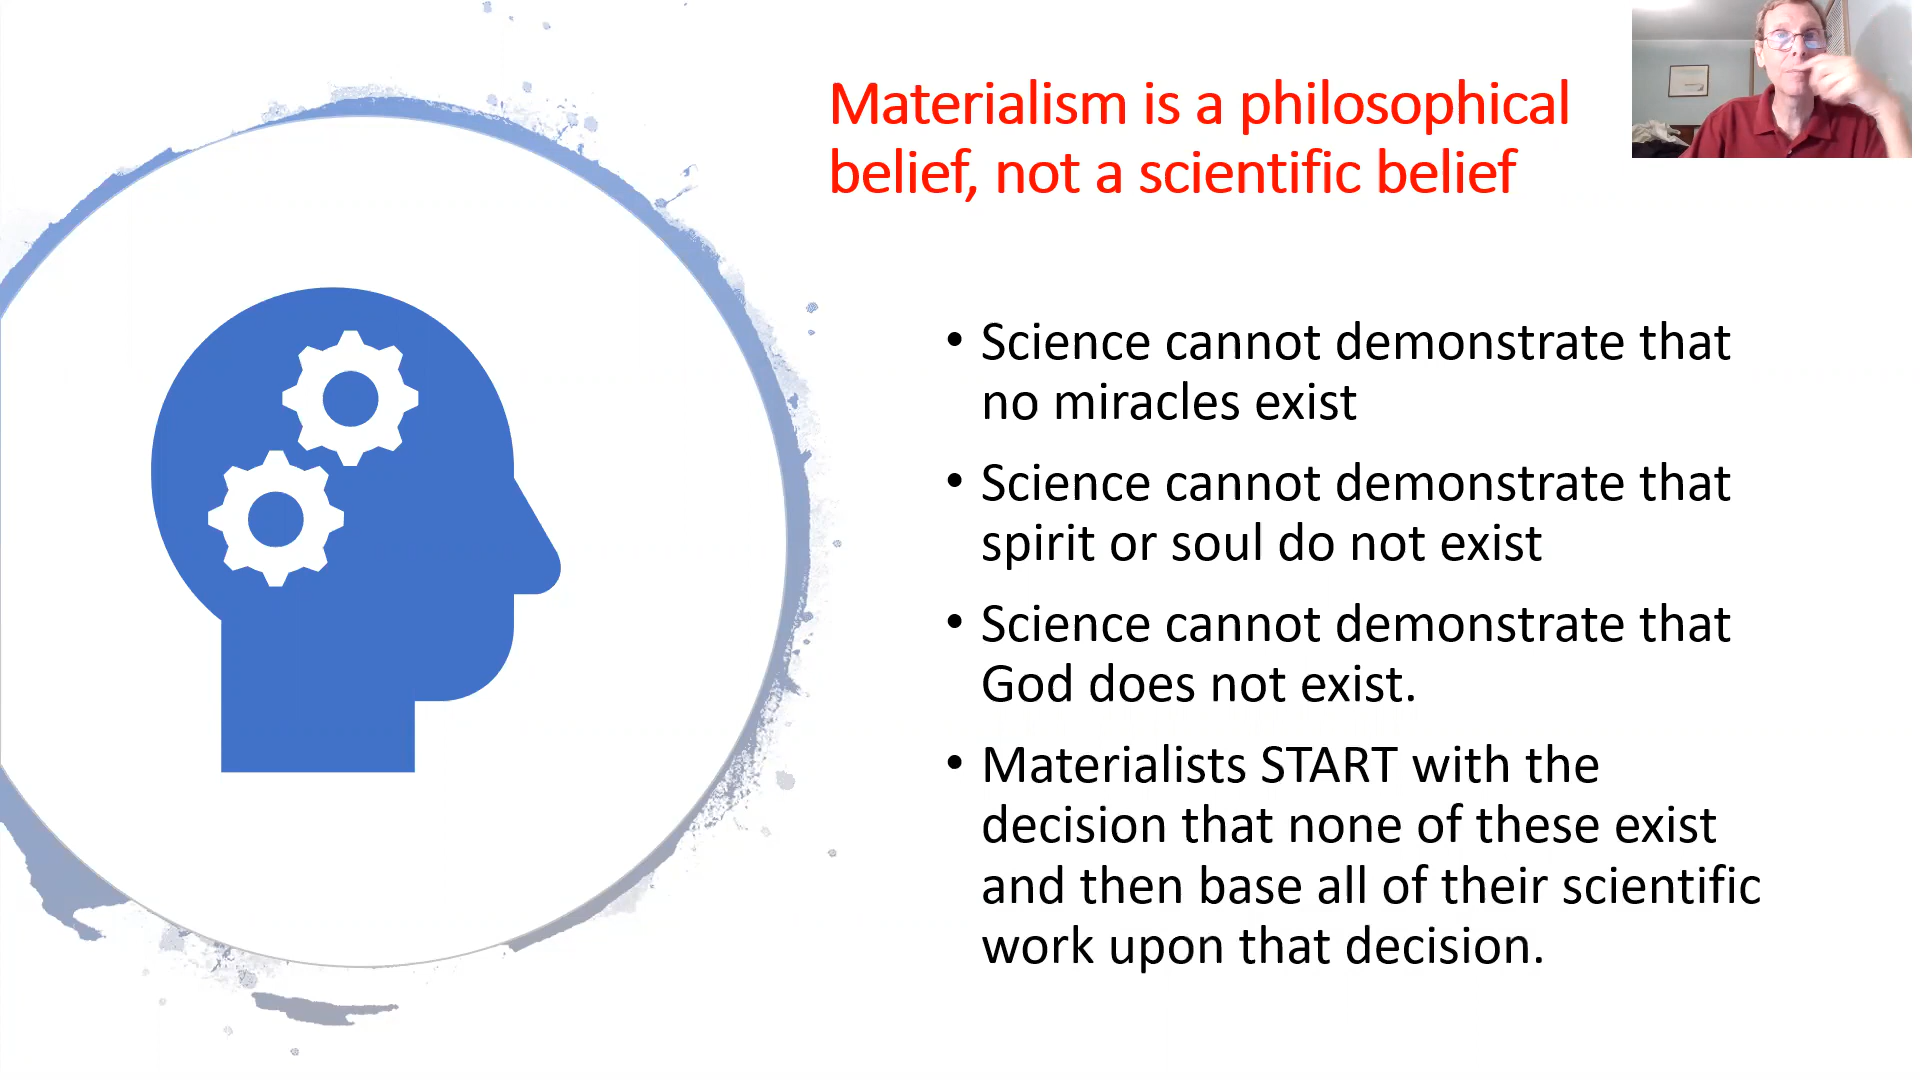 Materialism is a philosophical
belief, not a scientific belief
• Science cannot demonstrate that
no miracles exist
• Science cannot demonstrate that
spirit or soul do not exist
• Science cannot demonstrate that
God does not exist.
• Materialists START with the
decision that none of these exist
and then base all of their scientific
work upon that decision.